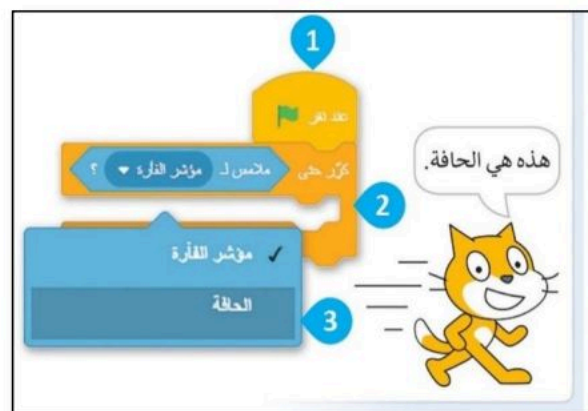 1
عند نقر
هذه هي الحافة.
كرّر حتى ملامس لـ مؤشر الفأرة ؟
2
✓ مؤشر الفأرة
الحافة
3